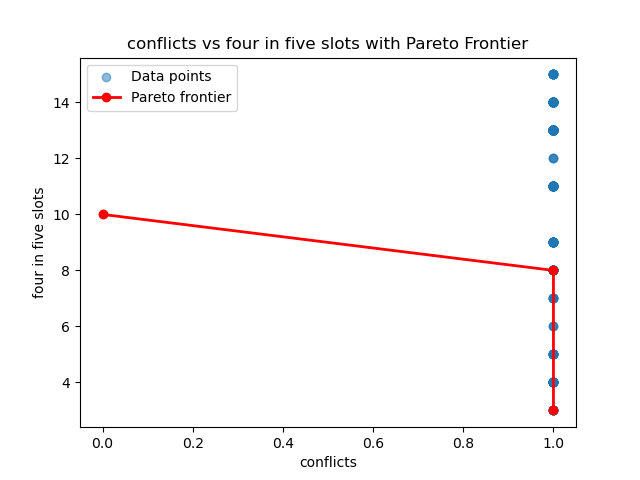 conflicts vs four in five slots with Pareto Frontier
Data points
Pareto frontier
14
12
10
8
6
4
four in five slots
0.0 0.2 0.4 0.6 0.8 1.0
conflicts